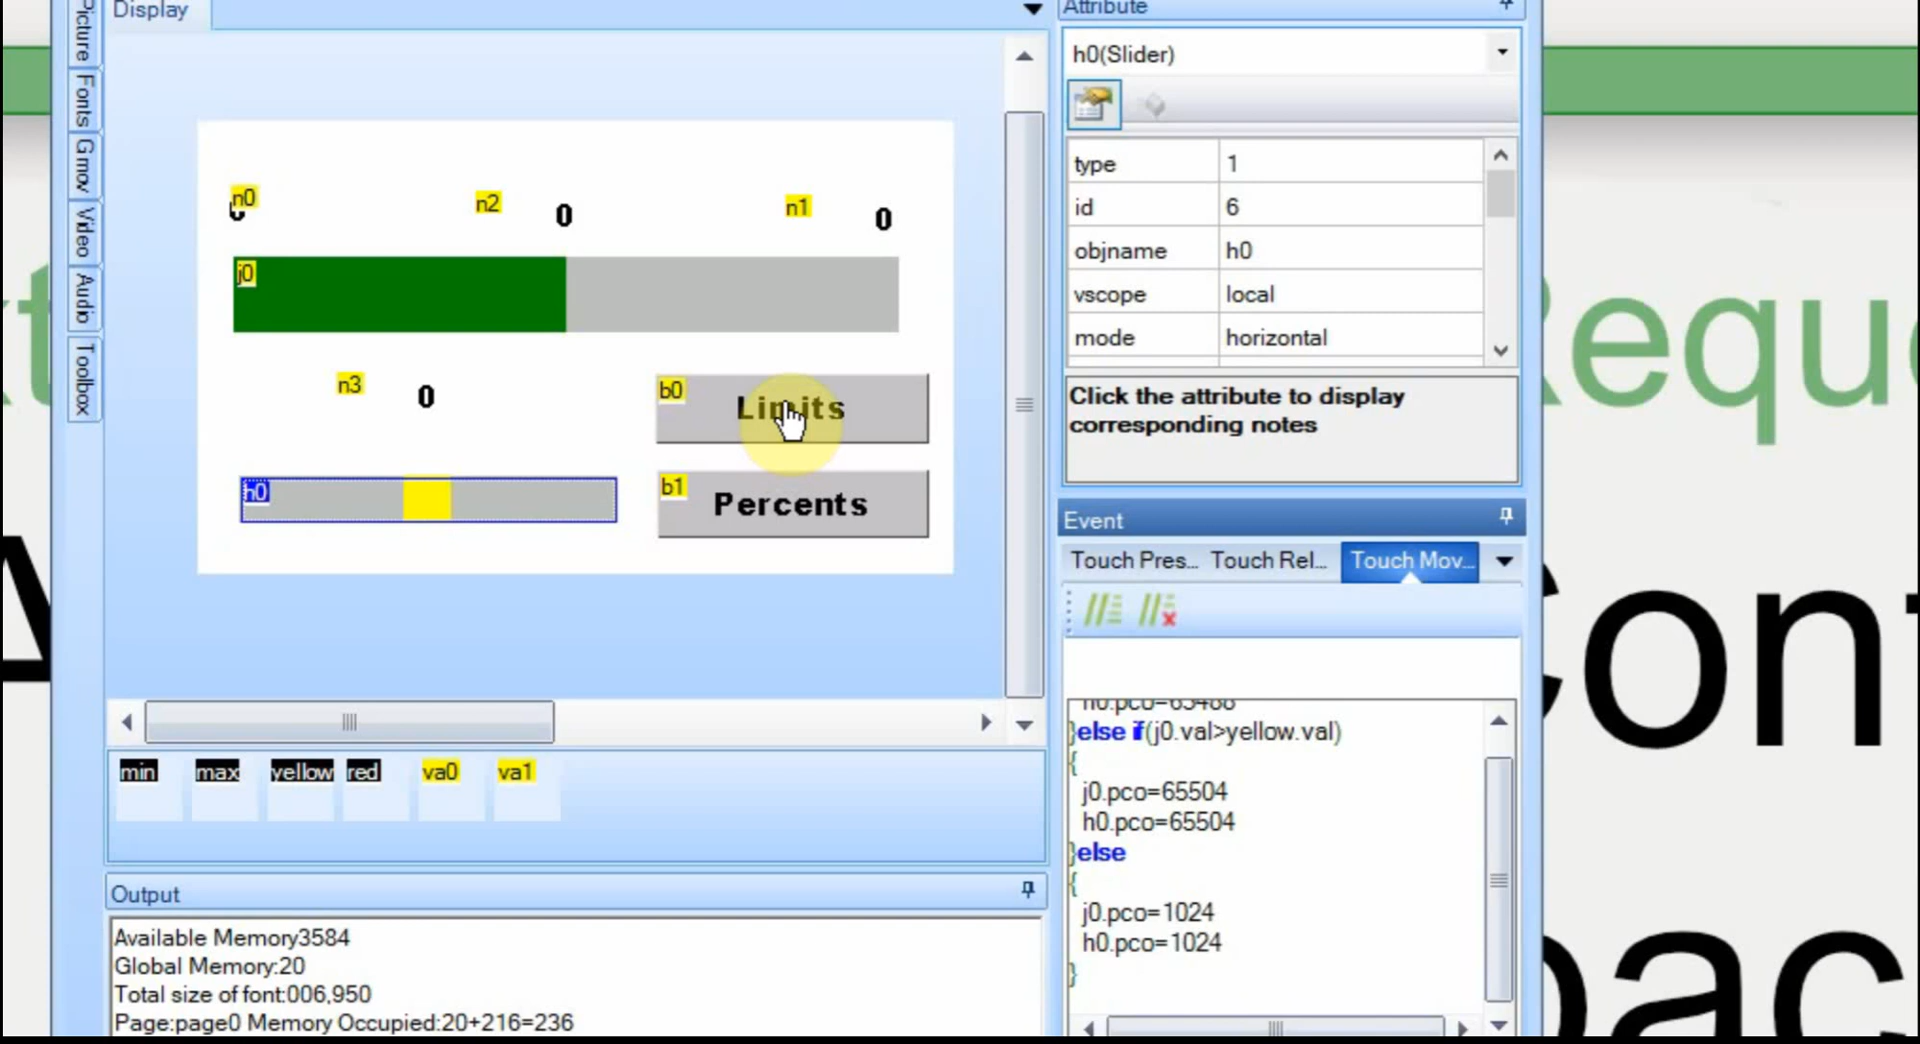 Display
Attribute
Picture
Fonts
Gmov
Video
Audio
Toolbox
h0(Slider)
type 1
id 6
objname h0
vscope local
mode horizontal
Click the attribute to display
corresponding notes
n0
n2 0
n1 0
j0
n3 0
b0 Limits
h0
b1 Percents
Event
Touch Pres... Touch Rel... Touch Mov...
}else if(j0.val>yellow.val)
{
j0.pco=65504
h0.pco=65504
}else
{
j0.pco=1024
h0.pco=1024
}
min max yellow red va0 va1
Output
Available Memory3584
Global Memory:20
Total size of font:006,950
Page:page0 Memory Occupied:20+216=236